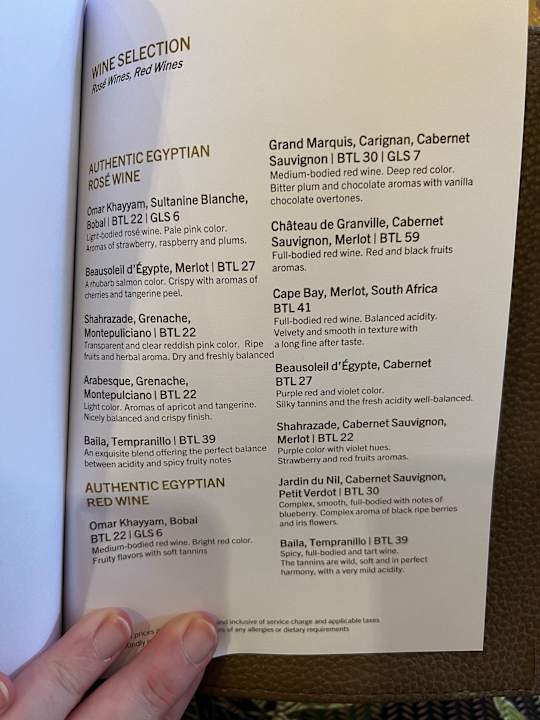 WINE SELECTION
Rosé Wines, Red Wines
AUTHENTIC EGYPTIAN
ROSÉ WINE
Omar Khayyam, Sultanine Blanche,
Bobal | BTL 22 | GLS 6
Light-bodied rosé wine. Pale pink color.
Aromas of strawberry, raspberry and plums.
Beausoleil d'Égypte, Merlot | BTL 27
A rhubarb salmon color. Crispy with aromas of
cherries and tangerine peel.
Shahrazade, Grenache,
Montepuliciano | BTL 22
Transparent and clear reddish pink color. Ripe
fruits and herbal aroma. Dry and freshly balanced
Arabesque, Grenache,
Montepulciano | BTL 22
Light color. Aromas of apricot and tangerine.
Nicely balanced and crispy finish.
Baila, Tempranillo | BTL 39
An exquisite blend offering the perfect balance
between acidity and spicy fruity notes
AUTHENTIC EGYPTIAN
RED WINE
Omar Khayyam, Bobal
BTL 22 | GLS 6
Medium-bodied red wine. Bright red color.
Fruity flavors with soft tannins
Grand Marquis, Carignan, Cabernet
Sauvignon | BTL 30 | GLS 7
Medium-bodied red wine. Deep red color.
Bitter plum and chocolate aromas with vanilla
chocolate overtones.
Château de Granville, Cabernet
Sauvignon, Merlot | BTL 59
Full-bodied red wine. Red and black fruits
aromas.
Cape Bay, Merlot, South Africa
BTL 41
Full-bodied red wine. Balanced acidity.
Velvety and smooth in texture with
a long fine after taste.
Beausoleil d'Égypte, Cabernet
BTL 27
Purple red and violet color.
Silky tannins and the fresh acidity well-balanced.
Shahrazade, Cabernet Sauvignon,
Merlot | BTL 22
Purple color with violet hues.
Strawberry and red fruits aromas.
Jardin du Nil, Cabernet Sauvignon,
Petit Verdot | BTL 30
Complex, smooth, full-bodied with notes of
blueberry. Complex aroma of black ripe berries
and iris flowers.
Baila, Tempranillo | BTL 39
Spicy, full-bodied and tart wine.
The tannins are wild, soft and in perfect
harmony, with a very mild acidity.
prices and inclusive of service charge and applicable taxes
of any allergies or dietary requirements